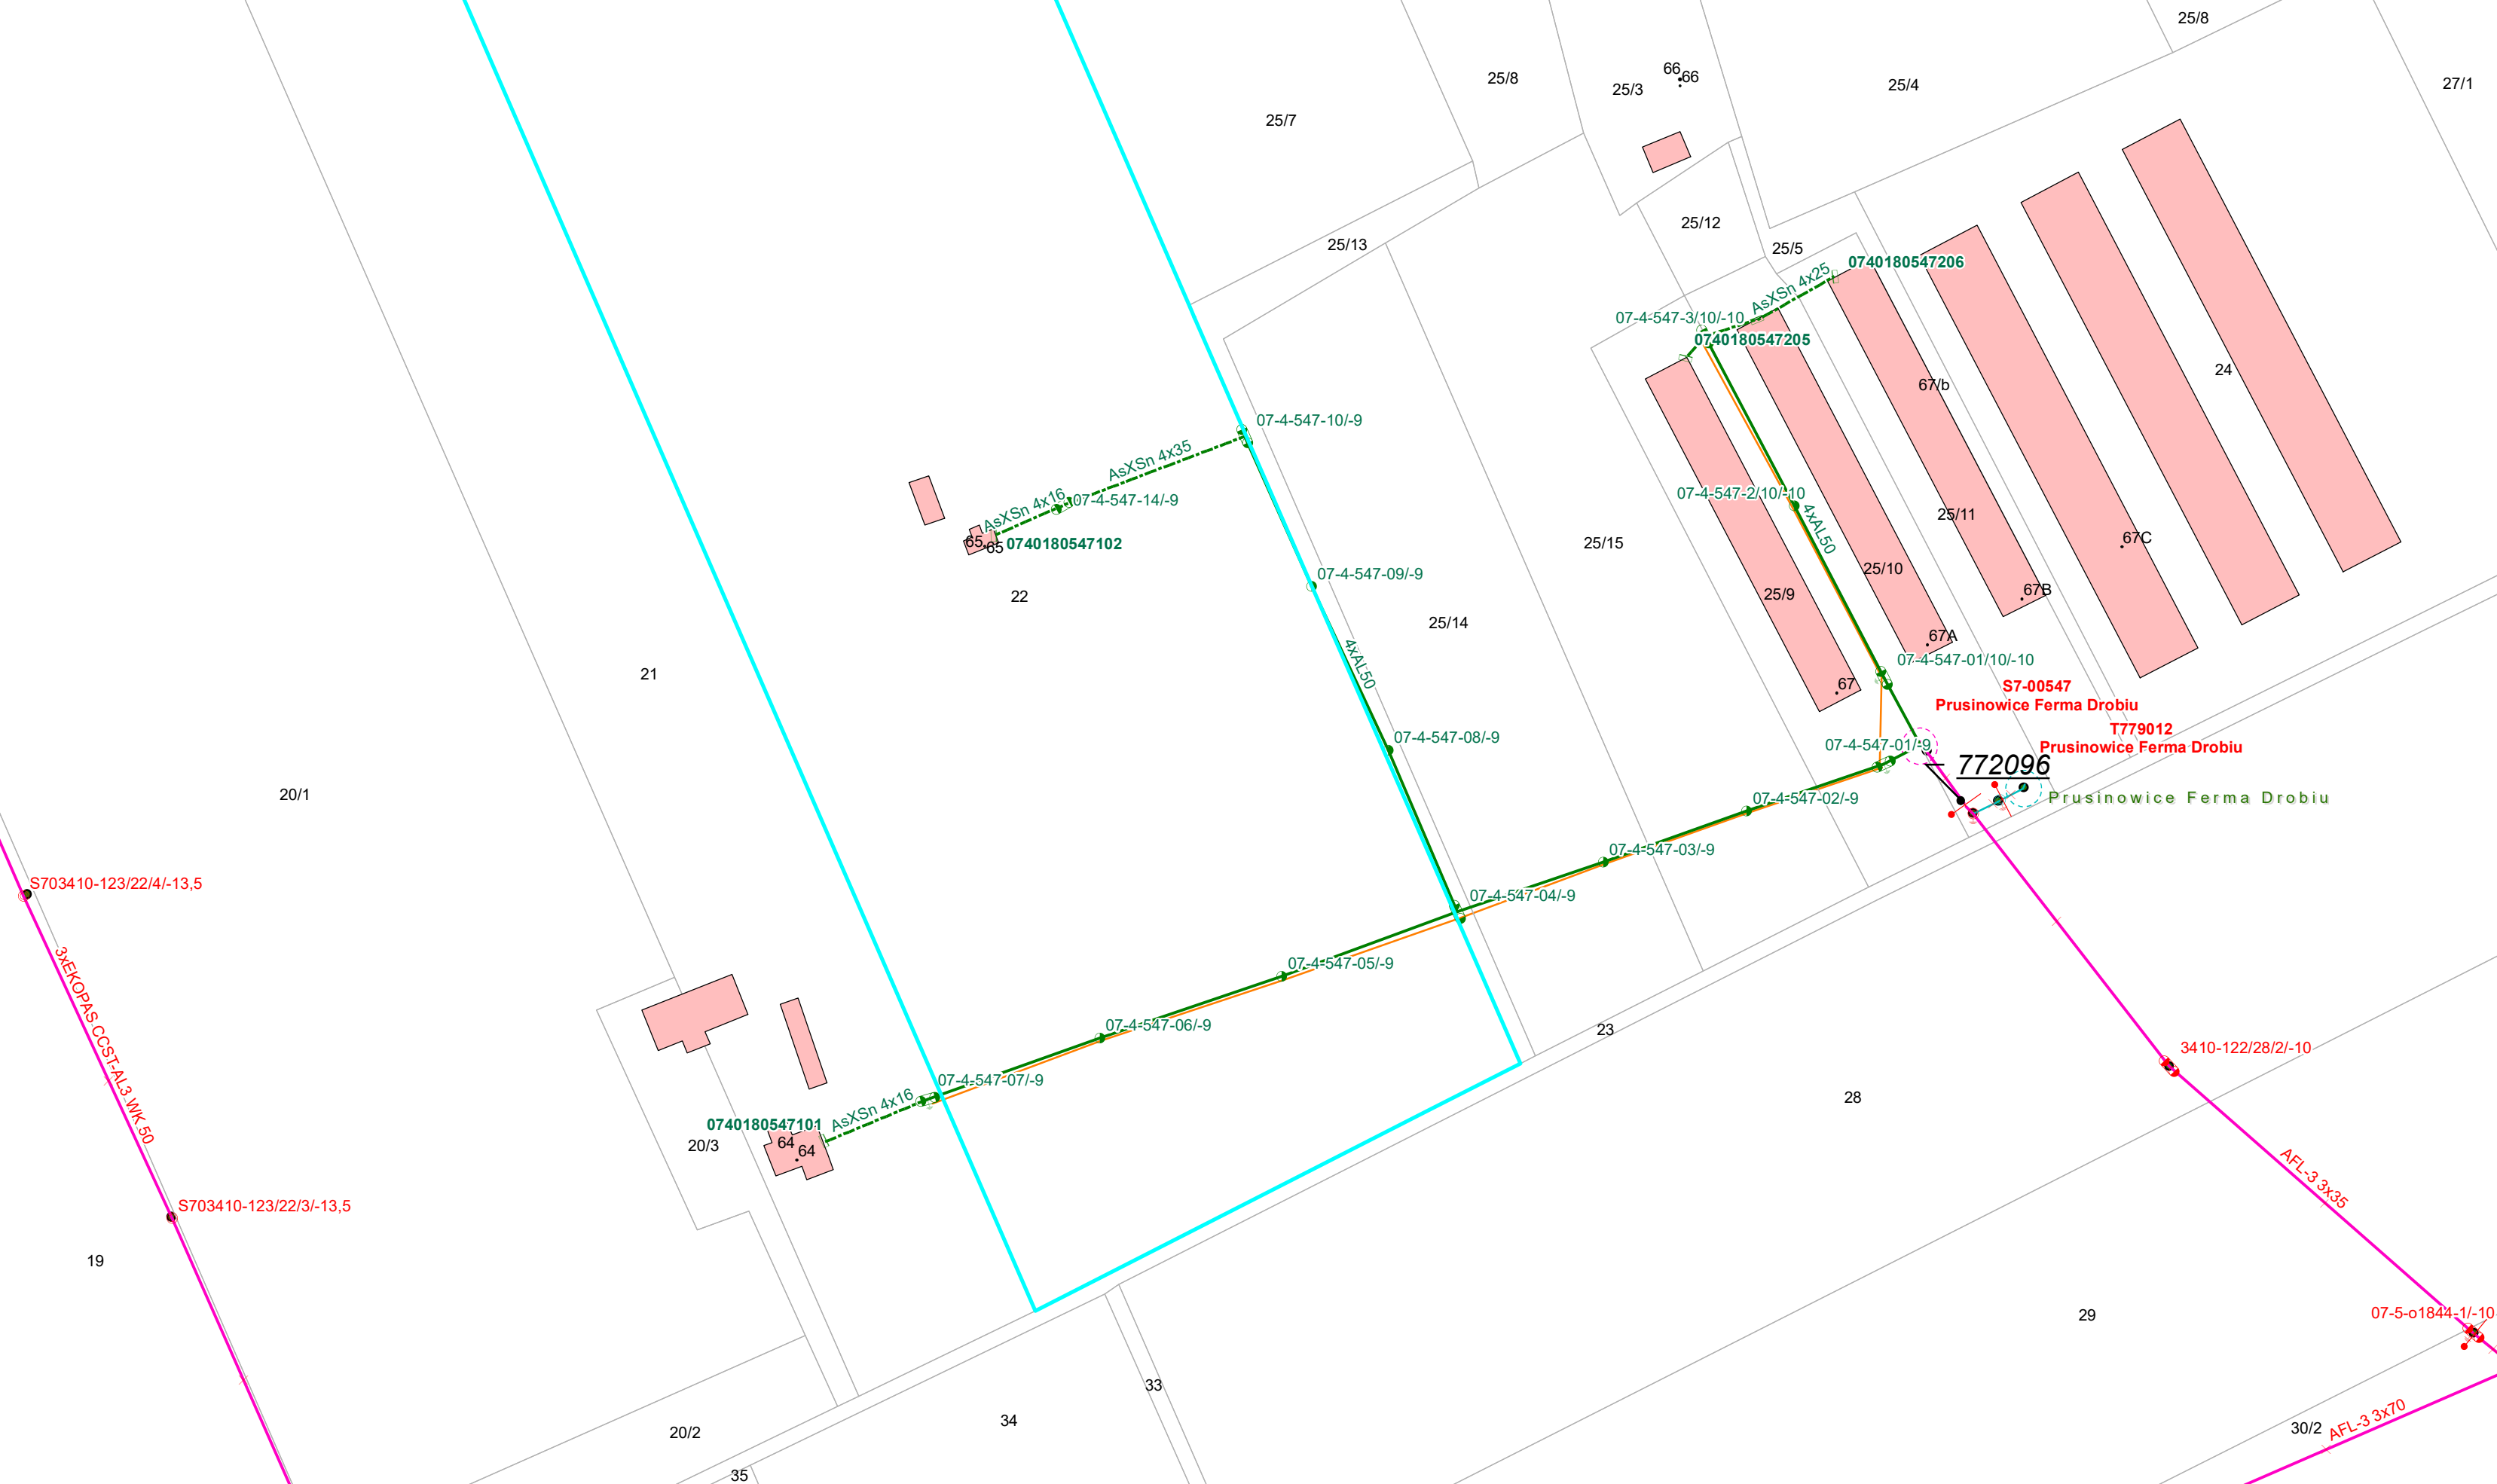 25/8
66
66
25/8
25/3
25/4
27/1
25/7
25/12
25/13
25/5
0740180547206
AsXSn 4x25
07-4-547-3/10/-10
0740180547205
24
67/b
07-4-547-10/-9
AsXSn 4x35
AsXSn 4x16
07-4-547-14/-9
07-4-547-2/10/-10
4xAL50
25/11
67C
65
65
0740180547102
25/15
07-4-547-09/-9
25/10
22
25/9
67B
25/14
4xAL50
67A
21
07-4-547-01/10/-10
67
S7-00547
Prusinowice Ferma Drobiu
T779012
Prusinowice Ferma Drobiu
07-4-547-08/-9
07-4-547-01/-9
772096
20/1
07-4-547-02/-9
Prusinowice Ferma Drobiu
07-4-547-03/-9
S703410-123/22/4/-13,5
07-4-547-04/-9
3xEKOPAS CCST-AL3 WK 50
07-4-547-05/-9
07-4-547-06/-9
23
3410-122/28/2/-10
07-4-547-07/-9
28
AsXSn 4x16
0740180547101
64
64
20/3
AFL-3 3x35
S703410-123/22/3/-13,5
19
29
07-5-o1844-1/-10
33
34
AFL-3 3x70
30/2
20/2
35